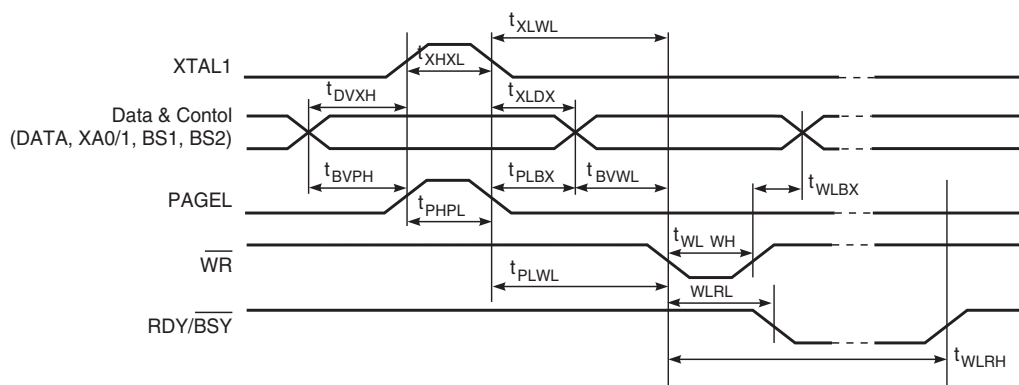 tXLWL
XTAL1
tXHXL
tDVXH
tXLDX
Data & Contol
(DATA, XA0/1, BS1, BS2)
tBVPH
tPLBX
tBVWL
tWLBX
PAGEL
tPHPL
WR
tWL WH
tPLWL
WLRL
RDY/BSY
tWLRH